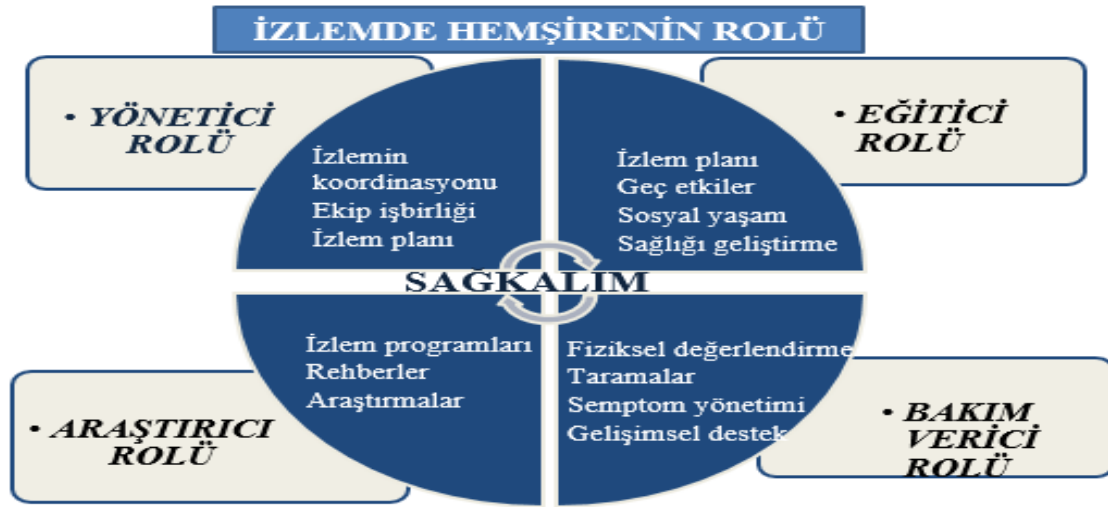 İZLEMDE HEMŞİRENİN ROLÜ
• YÖNETİCİ
ROLÜ
İzlemin
koordinasyonu
Ekip işbirliği
İzlem planı
• EĞİTİCİ
ROLÜ
İzlem planı
Geç etkiler
Sosyal yaşam
Sağlığı geliştirme
SAĞKALIM
• ARAŞTIRICI
ROLÜ
İzlem programları
Rehberler
Araştırmalar
Fiziksel değerlendirme
Taramalar
Semptom yönetimi
Gelişimsel destek
• BAKIM
VERİCİ
ROLÜ